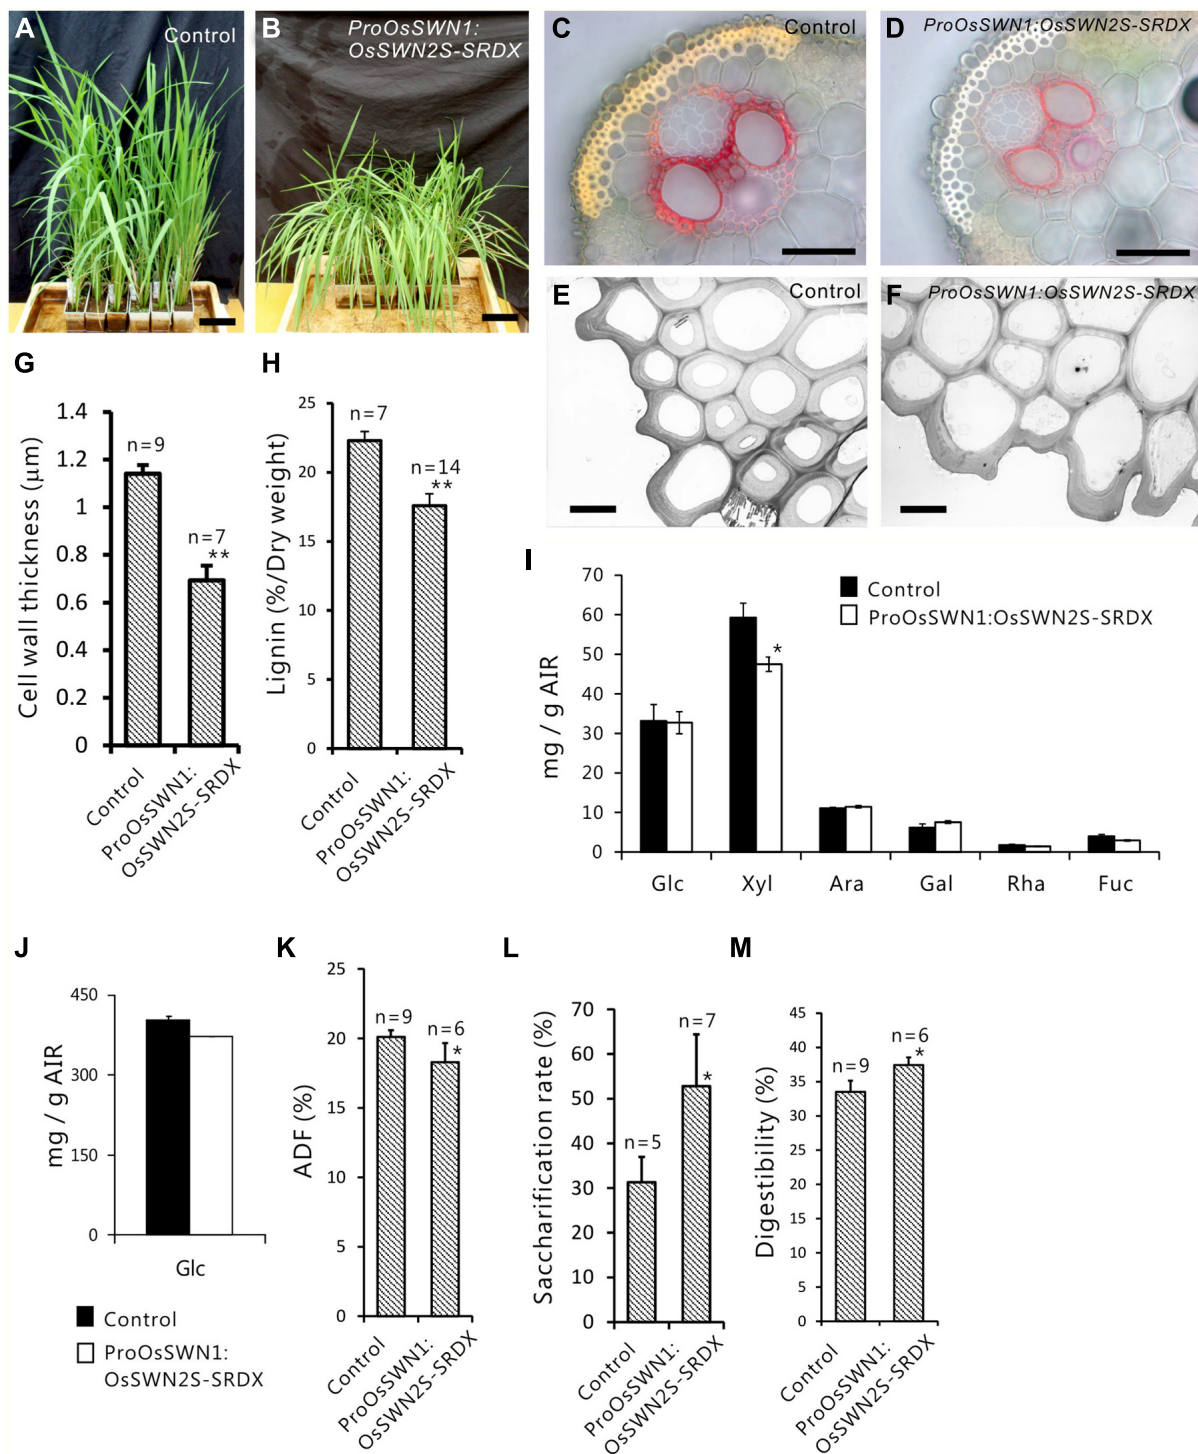 A
Control
B
ProOsSWN1:
OsSWN2S-SRDX
C
Control
D
ProOsSWN1:OsSWN2S-SRDX
E
Control
F
ProOsSWN1:OsSWN2S-SRDX
G
Cell wall thickness (μm)
1.4
1.2
1
0.8
0.6
0.4
0.2
0
n=9
n=7
**
Control
ProOsSWN1:
OsSWN2S-SRDX
H
Lignin (%/Dry weight)
25
20
15
10
5
0
n=7
n=14
**
Control
ProOsSWN1:
OsSWN2S-SRDX
I
mg / g AIR
70
60
50
40
30
20
10
0
Control
ProOsSWN1:OsSWN2S-SRDX
*
Glc Xyl Ara Gal Rha Fuc
J
mg / g AIR
450
300
150
0
Glc
Control
ProOsSWN1:
OsSWN2S-SRDX
K
ADF (%)
25
20
15
10
5
0
n=9
n=6
*
Control
ProOsSWN1:
OsSWN2S-SRDX
L
Saccharification rate (%)
70
60
50
40
30
20
10
0
n=5
n=7
*
Control
ProOsSWN1:
OsSWN2S-SRDX
M
Digestibility (%)
45
40
35
30
25
20
15
10
5
0
n=9
n=6
*
Control
ProOsSWN1:
OsSWN2S-SRDX